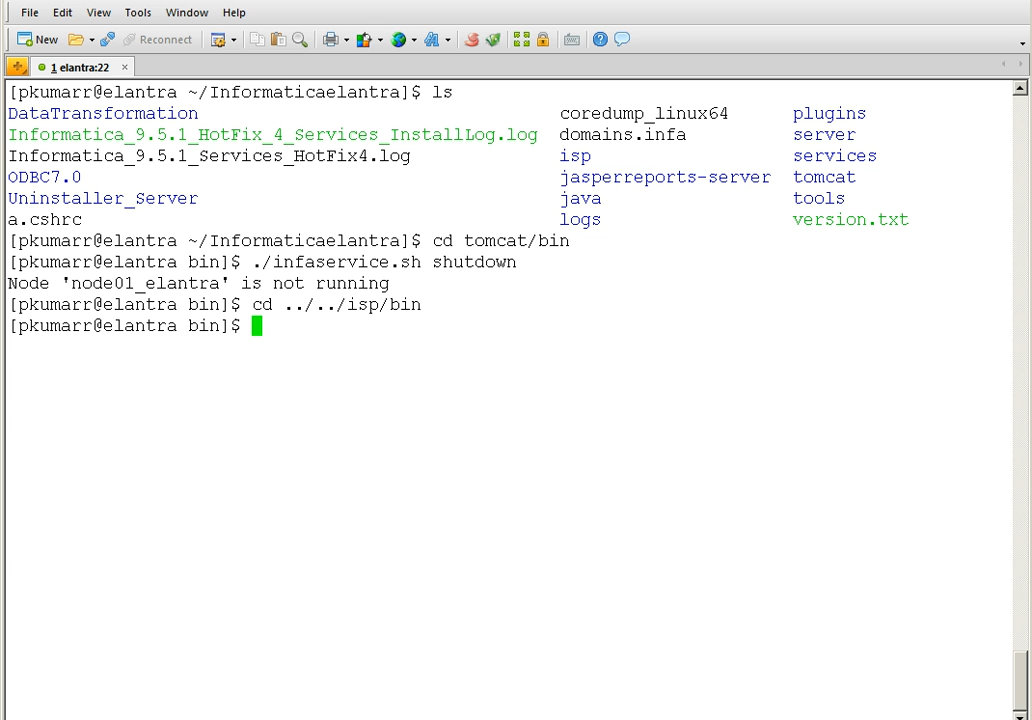 File Edit View Tools Window Help
New Reconnect
1 elantra:22 ×
[pkumarr@elantra ~/Informaticaelantra]$ ls
DataTransformation coredump_linux64 plugins
Informatica_9.5.1_HotFix_4_Services_InstallLog.log domains.infa server
Informatica_9.5.1_Services_HotFix4.log isp services
ODBC7.0 jasperreports-server tomcat
Uninstaller_Server java tools
a.cshrc logs version.txt
[pkumarr@elantra ~/Informaticaelantra]$ cd tomcat/bin
[pkumarr@elantra bin]$ ./infaservice.sh shutdown
Node 'node01_elantra' is not running
[pkumarr@elantra bin]$ cd ../../isp/bin
[pkumarr@elantra bin]$